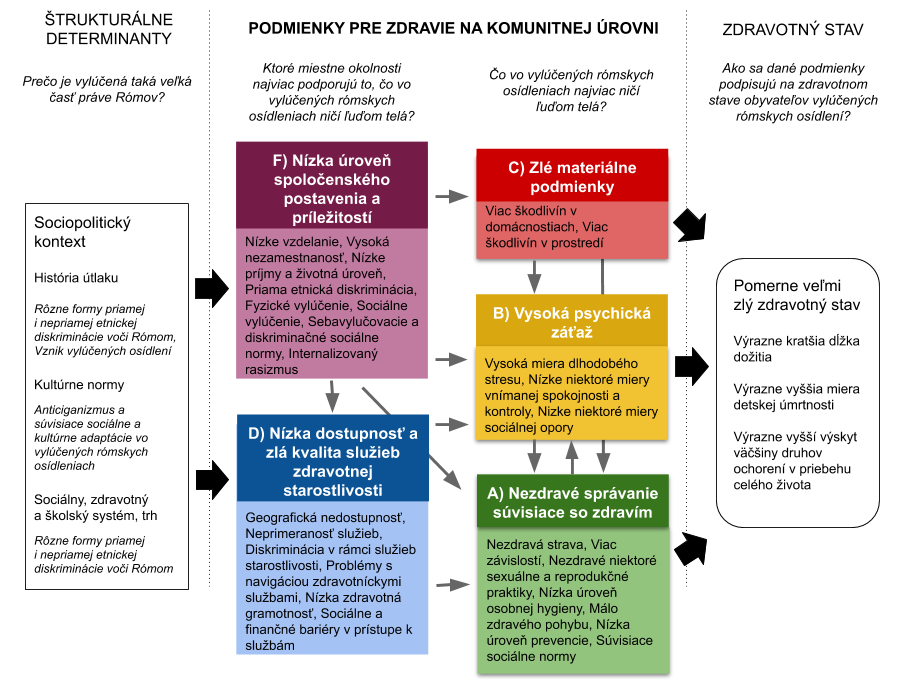 ŠTRUKTURÁLNE
DETERMINANTY
Prečo je vylúčená taká veľká
časť práve Rómov?
Sociopolitický
kontext
História útlaku
Rôzne formy priamej
i nepriamej etnickej
diskriminácie voči Rómom,
Vznik vylúčených osídlení
Kultúrne normy
Anticiganizmus a
súvisiace sociálne a
kultúrne adaptácie vo
vylúčených rómskych
osídleniach
Sociálny, zdravotný
a školský systém, trh
Rôzne formy priamej
i nepriamej etnickej
diskriminácie voči Rómom
PODMIENKY PRE ZDRAVIE NA KOMUNITNEJ ÚROVNI
Ktoré miestne okolnosti
najviac podporujú to, čo vo
vylúčených rómskych
osídleniach ničí ľuďom telá?
F) Nízka úroveň
spoločenského
postavenia a
príležitostí
Nízke vzdelanie, Vysoká
nezamestnanosť, Nízke
príjmy a životná úroveň,
Priama etnická diskriminácia,
Fyzické vylúčenie, Sociálne
vylúčenie, Sebavylučovacie a
diskriminačné sociálne
normy, Internalizovaný
rasizmus
D) Nízka dostupnosť a
zlá kvalita služieb
zdravotnej
starostlivosti
Geografická nedostupnosť,
Neprimeranosť služieb,
Diskriminácia v rámci služieb
starostlivosti, Problémy s
navigáciou zdravotníckymi
službami, Nízka zdravotná
gramotnosť, Sociálne a
finančné bariéry v prístupe k
službám
Čo vo vylúčených rómskych
osídleniach najviac ničí
ľuďom telá?
C) Zlé materiálne
podmienky
Viac škodlivín v
domácnostiach, Viac
škodlivín v prostredí
B) Vysoká psychická
záťaž
Vysoká miera dlhodobého
stresu, Nízke niektoré miery
vnímanej spokojnosti a
kontroly, Nizke niektoré miery
sociálnej opory
A) Nezdravé správanie
súvisiace so zdravím
Nezdravá strava, Viac
závislostí, Nezdravé niektoré
sexuálne a reprodukčné
praktiky, Nízka úroveň
osobnej hygieny, Málo
zdravého pohybu, Nízka
úroveň prevencie, Súvisiace
sociálne normy
ZDRAVOTNÝ STAV
Ako sa dané podmienky
podpisujú na zdravotnom
stave obyvateľov vylúčených
rómskych osídlení?
Pomerne veľmi
zlý zdravotný stav
Výrazne kratšia dĺžka
dožitia
Výrazne vyššia miera
detskej úmrtnosti
Výrazne vyšší výskyt
väčšiny druhov
ochorení v priebehu
celého života